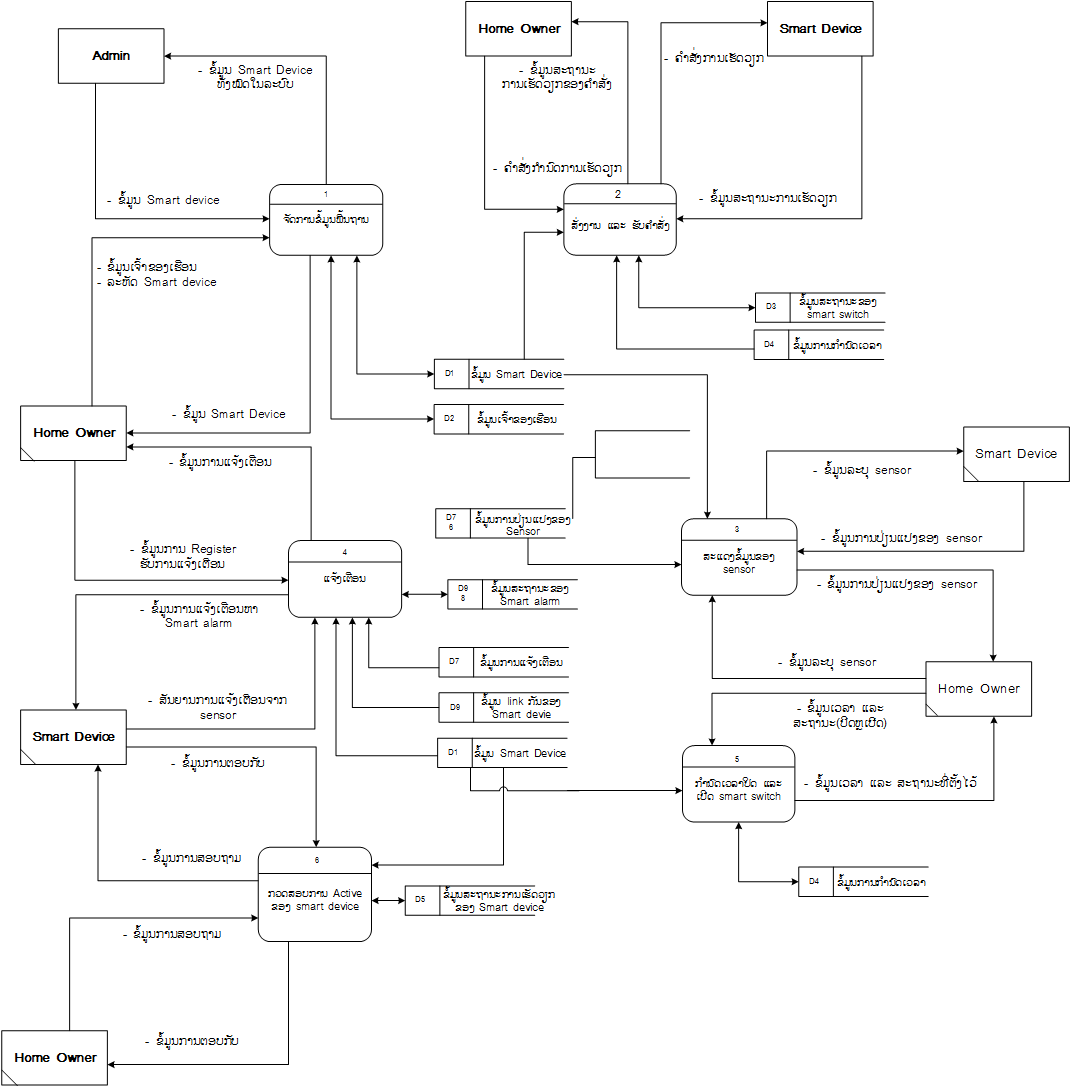 Admin
- ຂໍ້ມູນ Smart Device
ທັງໝົດໃນລະບົບ
- ຂໍ້ມູນ Smart device
1
ຈັດການຂໍ້ມູນພື້ນຖານ
- ຂໍ້ມູນເຈົ້າຂອງເຮືອນ
- ລະຫັດ Smart device
Home Owner
- ຂໍ້ມູນສະຖານະ
ການເຮັດວຽກຂອງຄຳສັ່ງ
Smart Device
- ຄຳສັ່ງການເຮັດວຽກ
- ຄຳສັ່ງກຳນົດການເຮັດວຽກ
- ຂໍ້ມູນສະຖານະການເຮັດວຽກ
2
ສັ່ງງານ ແລະ ຮັບຄຳສັ່ງ
D3
ຂໍ້ມູນສະຖານະຂອງ
smart switch
D4
ຂໍ້ມູນການກຳນົດເວລາ
D1
ຂໍ້ມູນ Smart Device
D2
ຂໍ້ມູນເຈົ້າຂອງເຮືອນ
Home Owner
- ຂໍ້ມູນ Smart Device
- ຂໍ້ມູນການແຈ້ງເຕືອນ
- ຂໍ້ມູນການ Register
ຮັບການແຈ້ງເຕືອນ
4
ແຈ້ງເຕືອນ
- ຂໍ້ມູນການແຈ້ງເຕືອນຫາ
Smart alarm
- ສັນຍານການແຈ້ງເຕືອນຈາກ
sensor
Smart Device
- ຂໍ້ມູນການຕອບກັບ
D7
6
ຂໍ້ມູນການປ່ຽນແປງຂອງ
Sensor
D9
8
ຂໍ້ມູນສະຖານະຂອງ
Smart alarm
D7
ຂໍ້ມູນການແຈ້ງເຕືອນ
D9
ຂໍ້ມູນ link ກັນຂອງ
Smart devie
D1
ຂໍ້ມູນ Smart Device
3
ສະແດງຂໍ້ມູນຂອງ
sensor
Smart Device
- ຂໍ້ມູນລະບຸ sensor
- ຂໍ້ມູນການປ່ຽນແປງຂອງ sensor
- ຂໍ້ມູນການປ່ຽນແປງຂອງ sensor
- ຂໍ້ມູນລະບຸ sensor
Home Owner
- ຂໍ້ມູນເວລາ ແລະ
ສະຖານະ(ປິດຫຼເປີດ)
5
ກຳນົດເວລາປິດ ແລະ
ເປີດ smart switch
- ຂໍ້ມູນເວລາ ແລະ ສະຖານະທີ່ຕັ້ງໄວ້
D4
ຂໍ້ມູນການກຳນົດເວລາ
- ຂໍ້ມູນການສອບຖາມ
6
ກວດສອບການ Active
ຂອງ smart device
D5
ຂໍ້ມູນສະຖານະການເຮັດວຽກ
ຂອງ Smart device
- ຂໍ້ມູນການສອບຖາມ
- ຂໍ້ມູນການຕອບກັບ
Home Owner